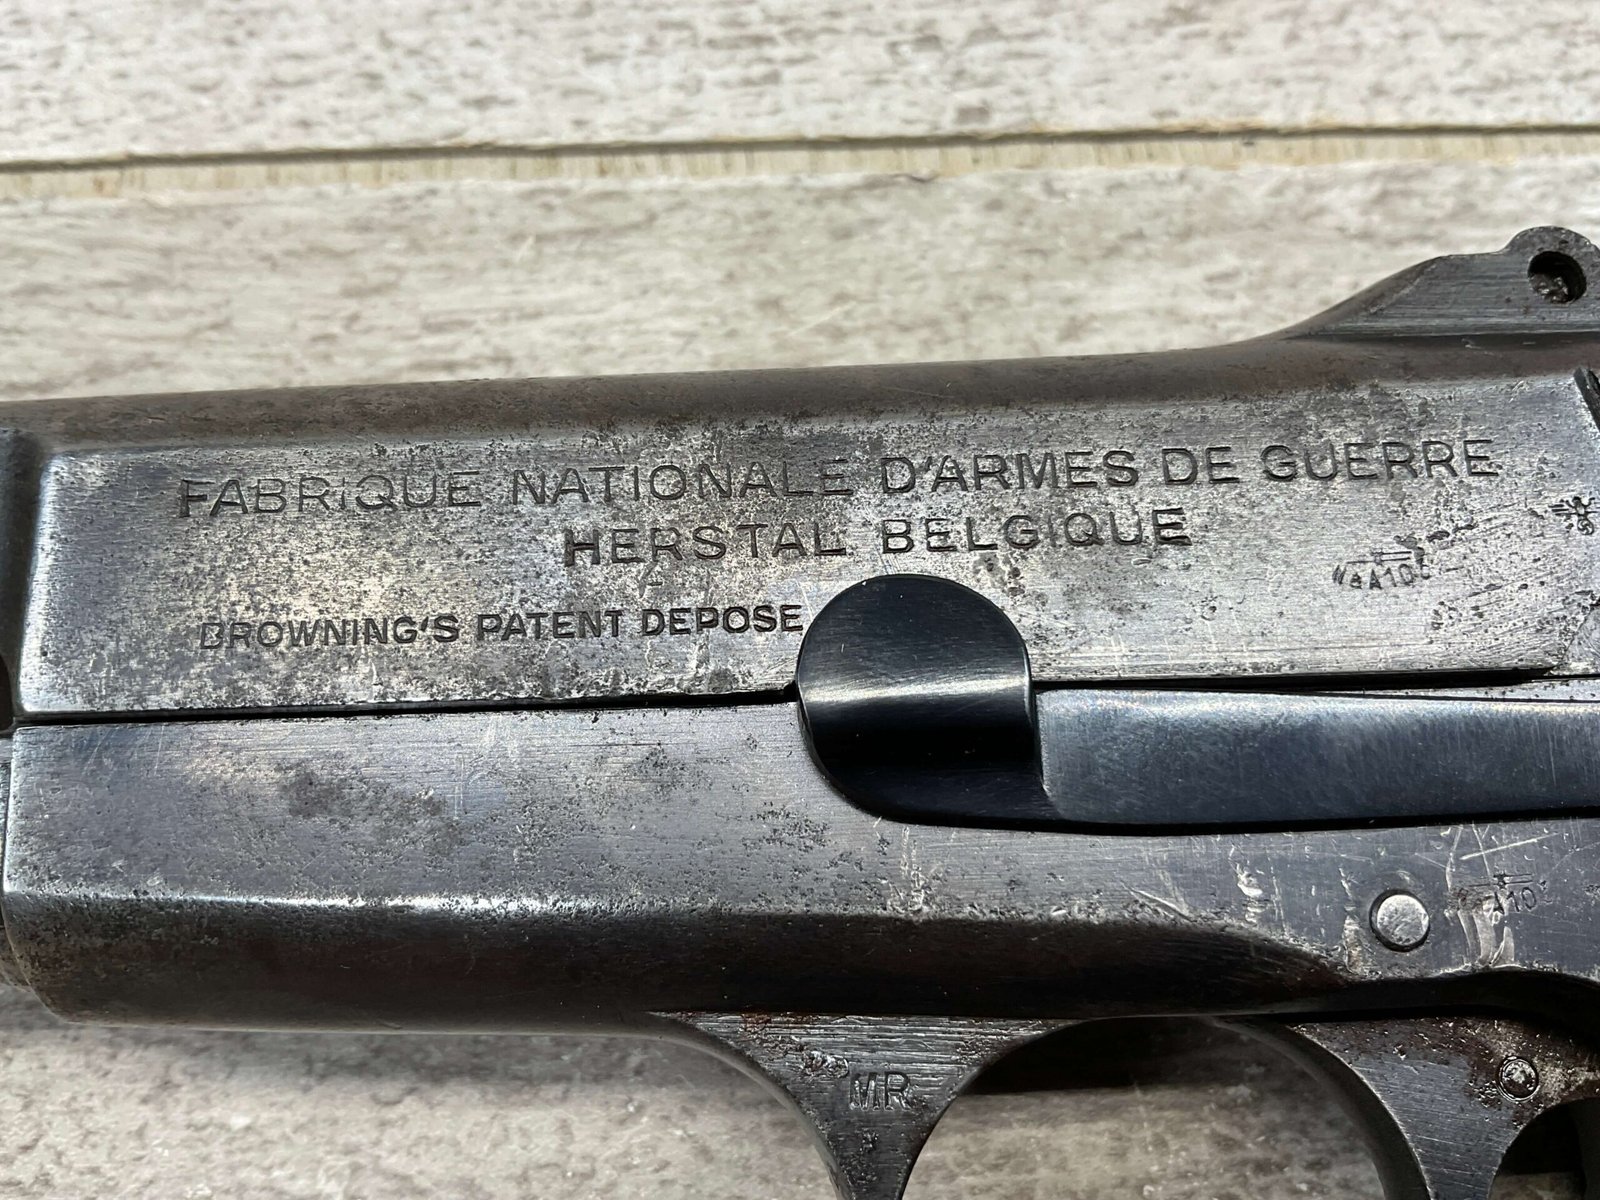 FABRIQUE NATIONALE D'ARMES DE GUERRE
HERSTAL BELGIQUE
BROWNING'S PATENT DEPOSE
MR